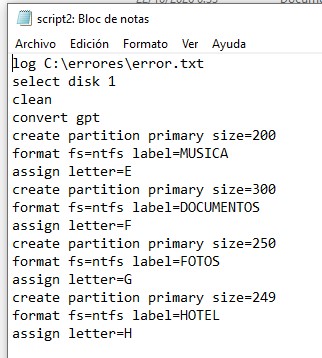 script2: Bloc de notas
Archivo Edición Formato Ver Ayuda
log C:\errores\error.txt
select disk 1
clean
convert gpt
create partition primary size=200
format fs=ntfs label=MUSICA
assign letter=E
create partition primary size=300
format fs=ntfs label=DOCUMENTOS
assign letter=F
create partition primary size=250
format fs=ntfs label=FOTOS
assign letter=G
create partition primary size=249
format fs=ntfs label=HOTEL
assign letter=H